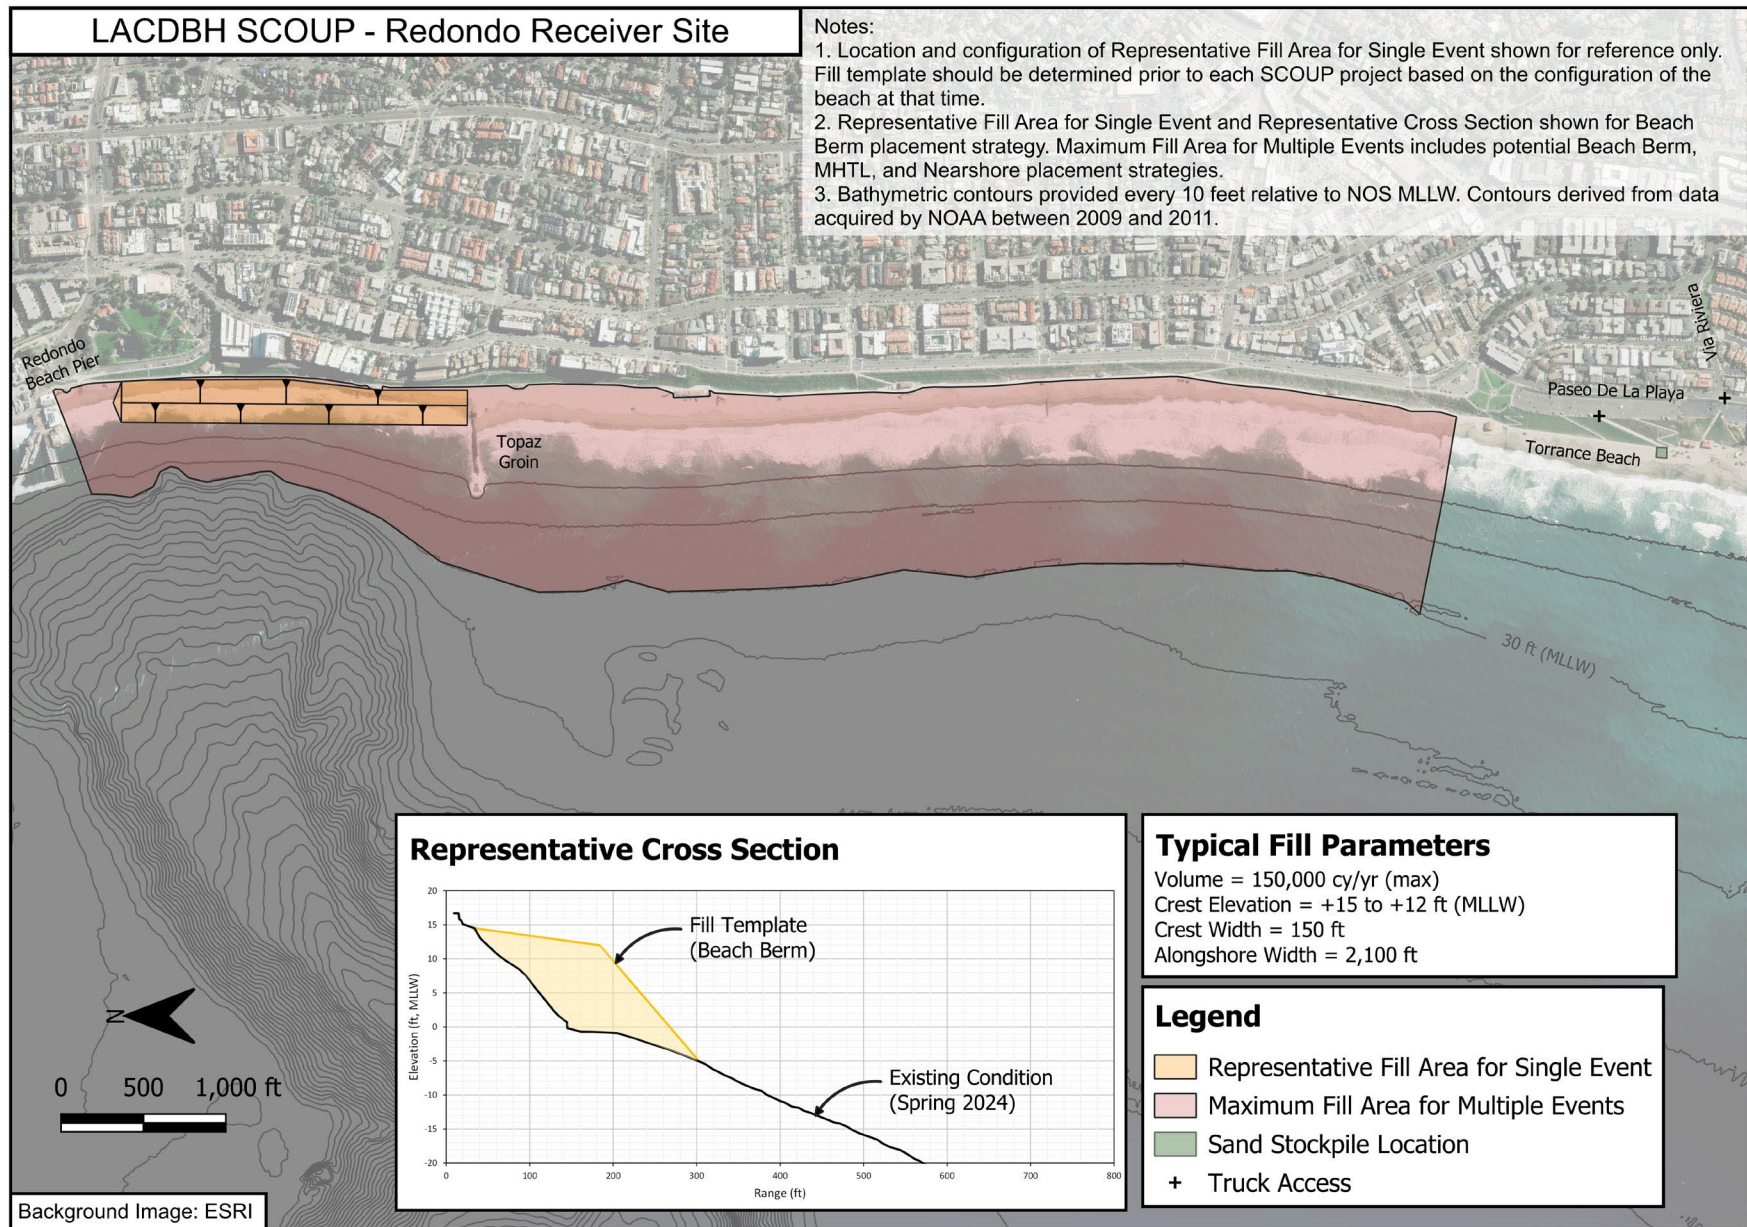 LACDBH SCOUP - Redondo Receiver Site
Notes:
1. Location and configuration of Representative Fill Area for Single Event shown for reference only.
Fill template should be determined prior to each SCOUP project based on the configuration of the
beach at that time.
2. Representative Fill Area for Single Event and Representative Cross Section shown for Beach
Berm placement strategy. Maximum Fill Area for Multiple Events includes potential Beach Berm,
MHTL, and Nearshore placement strategies.
3. Bathymetric contours provided every 10 feet relative to NOS MLLW. Contours derived from data
acquired by NOAA between 2009 and 2011.
Redondo
Beach Pier
Topaz
Groin
Via Riviera
Paseo De La Playa
Torrance Beach
30 ft (MLLW)
N
0 500 1,000 ft
Background Image: ESRI
Representative Cross Section
Fill Template
(Beach Berm)
Existing Condition
(Spring 2024)
Elevation (ft, MLLW)
20
15
10
5
0
-5
-10
-15
-20
0 100 200 300 400 500 600 700 800
Range (ft)
Typical Fill Parameters
Volume = 150,000 cy/yr (max)
Crest Elevation = +15 to +12 ft (MLLW)
Crest Width = 150 ft
Alongshore Width = 2,100 ft
Legend
Representative Fill Area for Single Event
Maximum Fill Area for Multiple Events
Sand Stockpile Location
Truck Access